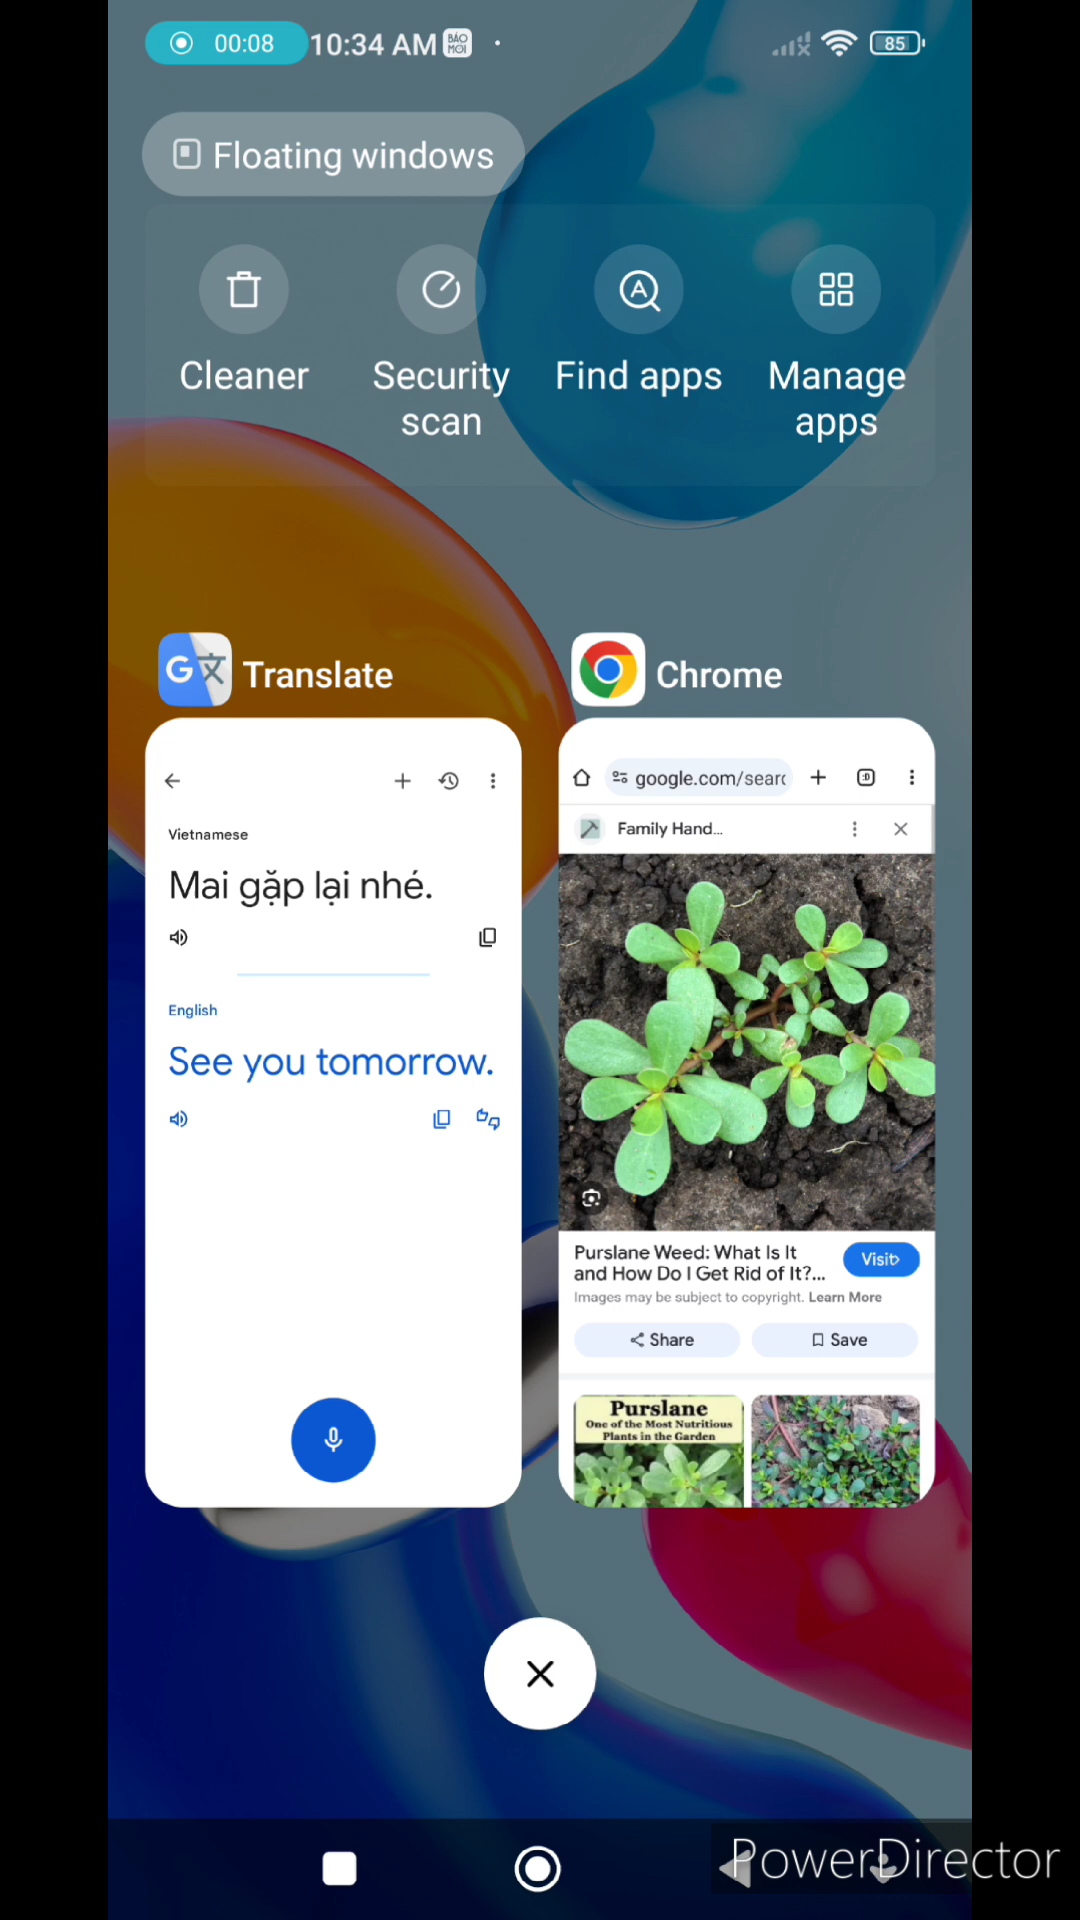 00:08 10:34 AM BÁO MỚI 85
Floating windows
Cleaner
Security scan
Find apps
Manage apps
Translate
Vietnamese
Mai gặp lại nhé.
English
See you tomorrow.
Chrome
google.com/searc
Family Hand...
Purslane Weed: What Is It
and How Do I Get Rid of It?...
Visit
Images may be subject to copyright. Learn More
Share
Save
Purslane
One of the Most Nutritious
Plants in the Garden
PowerDirector